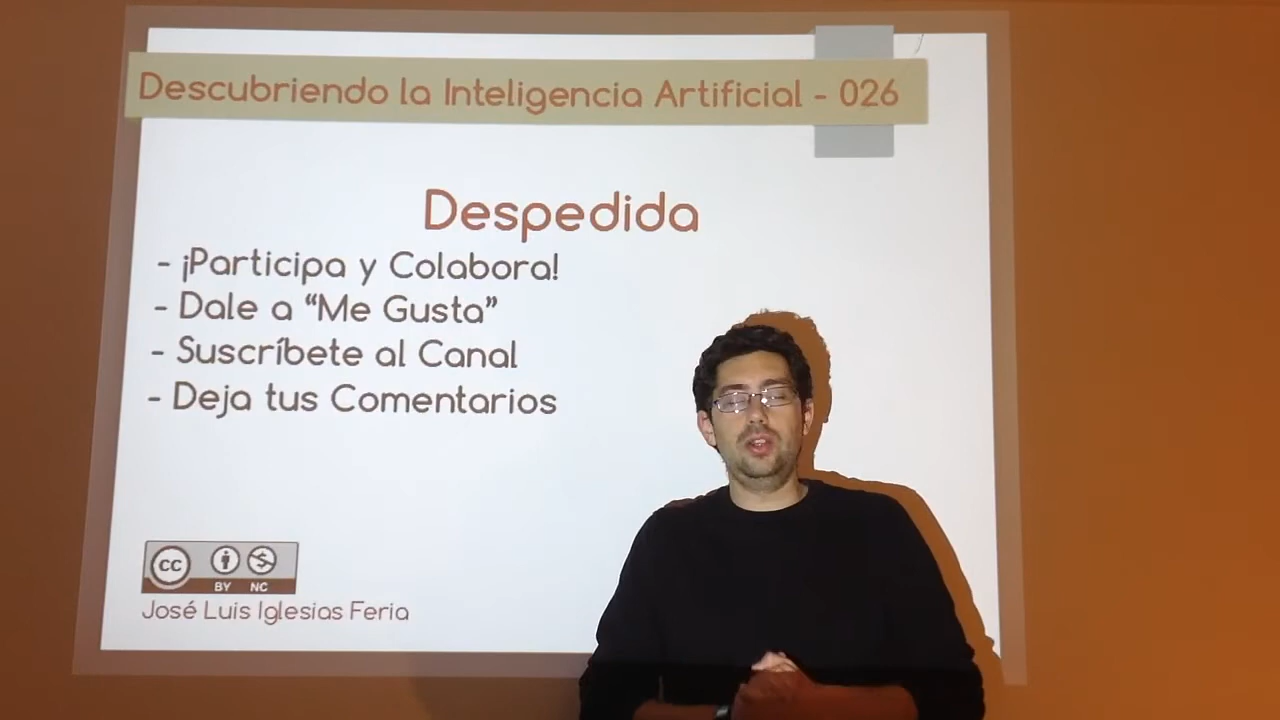 Descubriendo la Inteligencia Artificial - 026
Despedida
- ¡Participa y Colabora!
- Dale a “Me Gusta”
- Suscríbete al Canal
- Deja tus Comentarios
cc
BY NC
José Luis Iglesias Feria